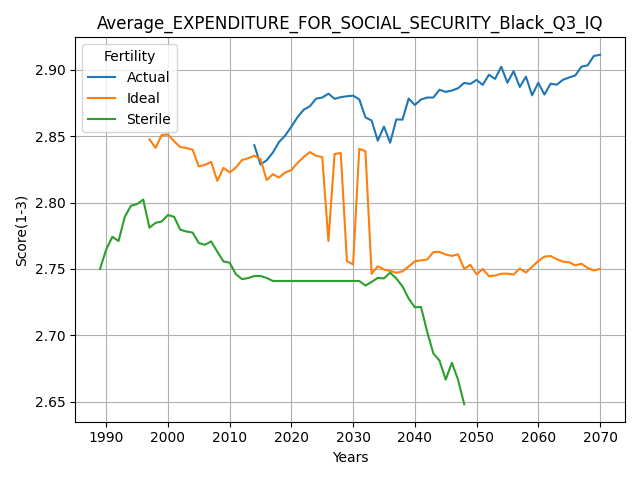 Average_EXPENDITURE_FOR_SOCIAL_SECURITY_Black_Q3_IQ
Fertility
Actual
Ideal
Sterile
Score(1-3)
2.90
2.85
2.80
2.75
2.70
2.65
1990 2000 2010 2020 2030 2040 2050 2060 2070
Years